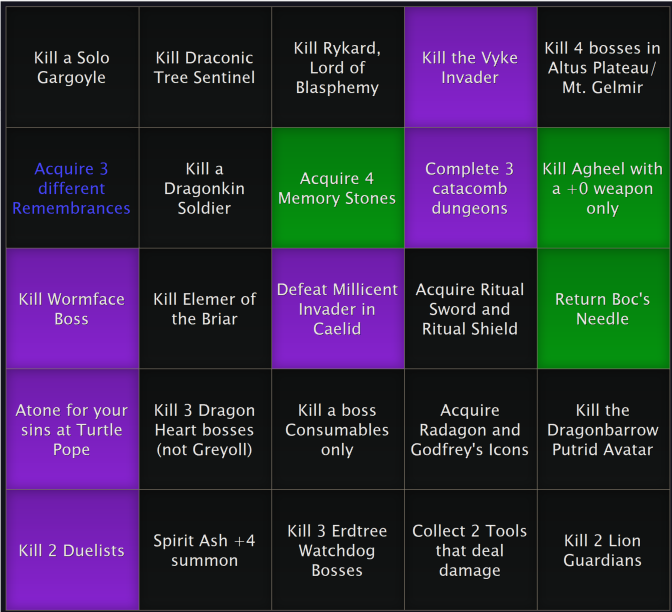 Kill a Solo
Gargoyle
Kill Draconic
Tree Sentinel
Kill Rykard,
Lord of
Blasphemy
Kill the Vyke
Invader
Kill 4 bosses in
Altus Plateau/
Mt. Gelmir
Acquire 3
different
Remembrances
Kill a
Dragonkin
Soldier
Acquire 4
Memory Stones
Complete 3
catacomb
dungeons
Kill Agheel with
a +0 weapon
only
Kill Wormface
Boss
Kill Elemer of
the Briar
Defeat Millicent
Invader in
Caelid
Acquire Ritual
Sword and
Ritual Shield
Return Boc's
Needle
Atone for your
sins at Turtle
Pope
Kill 3 Dragon
Heart bosses
(not Greyoll)
Kill a boss
Consumables
only
Acquire
Radagon and
Godfrey's Icons
Kill the
Dragonbarrow
Putrid Avatar
Kill 2 Duelists
Spirit Ash +4
summon
Kill 3 Erdtree
Watchdog
Bosses
Collect 2 Tools
that deal
damage
Kill 2 Lion
Guardians